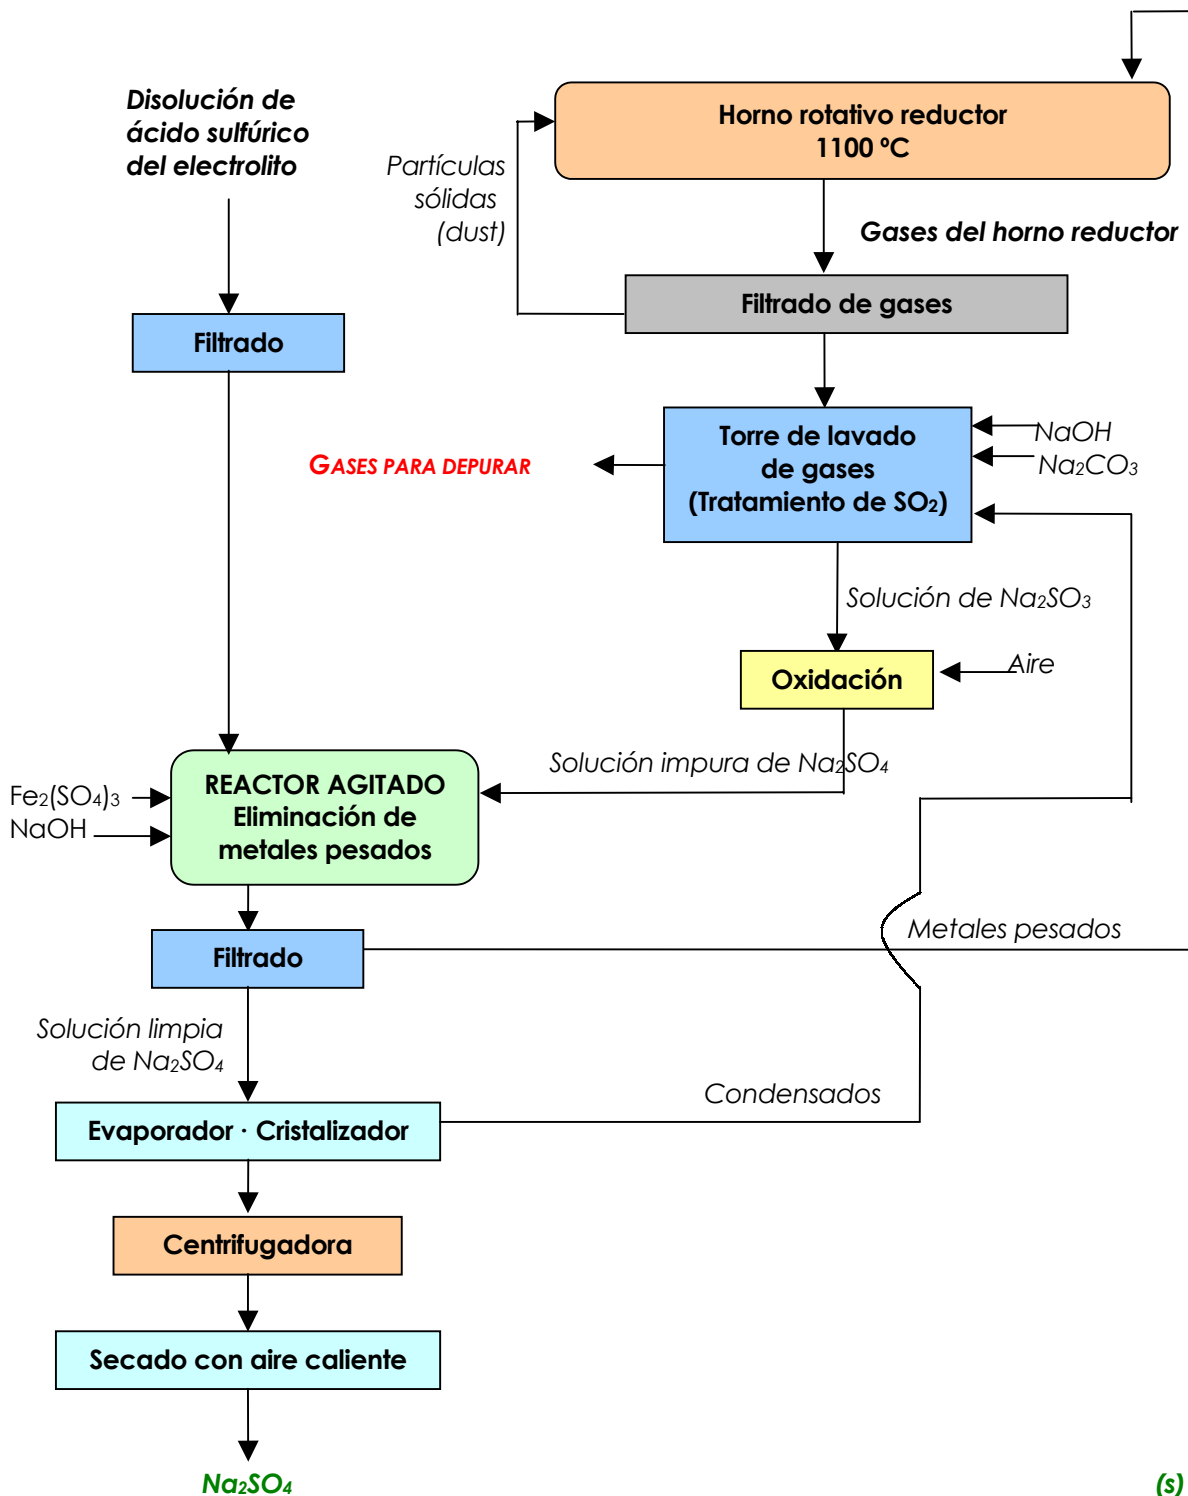 Disolución de
ácido sulfúrico
del electrolito
Horno rotativo reductor
1100 ºC
Partículas
sólidas
(dust)
Gases del horno reductor
Filtrado de gases
Filtrado
Torre de lavado
de gases
(Tratamiento de SO₂)
NaOH
Na₂CO₃
GASES PARA DEPURAR
Solución de Na₂SO₃
Oxidación
Aire
Solución impura de Na₂SO₄
Fe₂(SO₄)₃
NaOH
REACTOR AGITADO
Eliminación de
metales pesados
Filtrado
Metales pesados
Solución limpia
de Na₂SO₄
Condensados
Evaporador · Cristalizador
Centrifugadora
Secado con aire caliente
Na₂SO₄ (s)